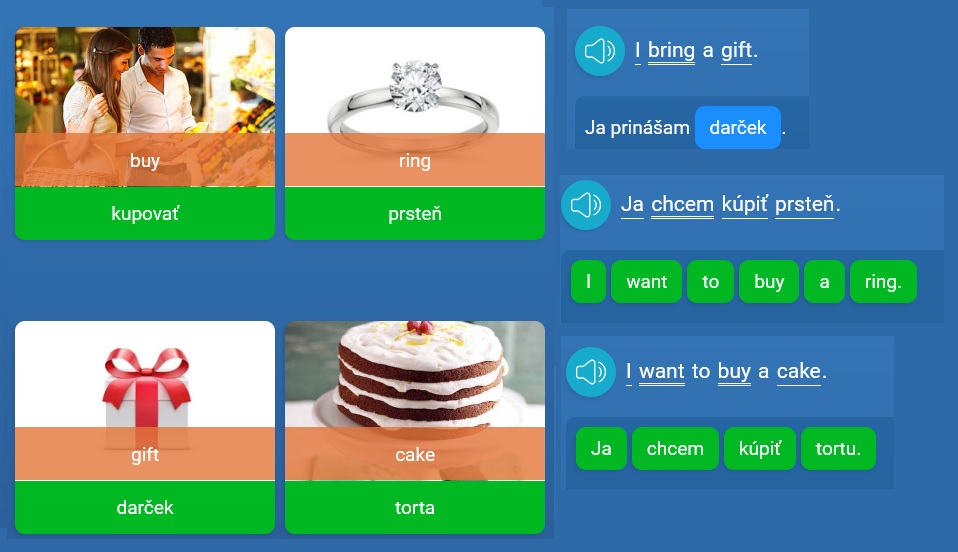 buy
kupovať
ring
prsteň
gift
darček
cake
torta
I bring a gift.
Ja prinášam darček .
Ja chcem kúpiť prsteň.
I want to buy a ring.
I want to buy a cake.
Ja chcem kúpiť tortu.